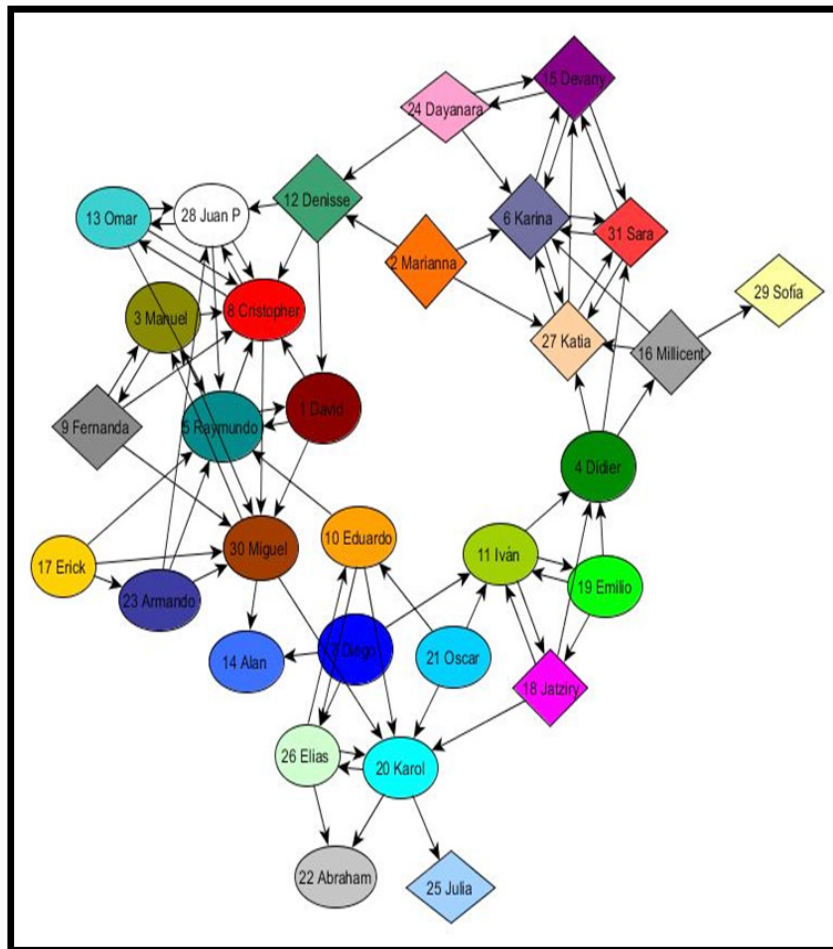 15 Devany
24 Dayanara
12 Denisse
6 Karina
13 Omar
28 Juan P
31 Sara
2 Marianna
29 Sofía
3 Manuel
8 Cristopher
27 Katia
16 Millicent
1 David
9 Fernanda
5 Raymundo
4 Didier
10 Eduardo
30 Miguel
11 Iván
17 Erick
19 Emilio
23 Armando
Diego
14 Alan
21 Oscar
18 Jatziry
26 Elias
20 Karol
22 Abraham
25 Julia